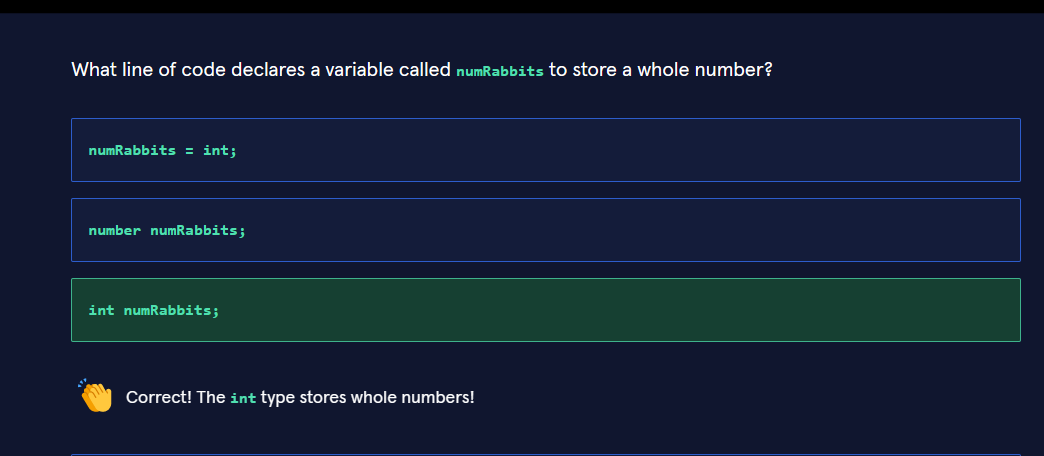 What line of code declares a variable called numRabbits to store a whole number?
numRabbits = int;
number numRabbits;
int numRabbits;
Correct! The int type stores whole numbers!